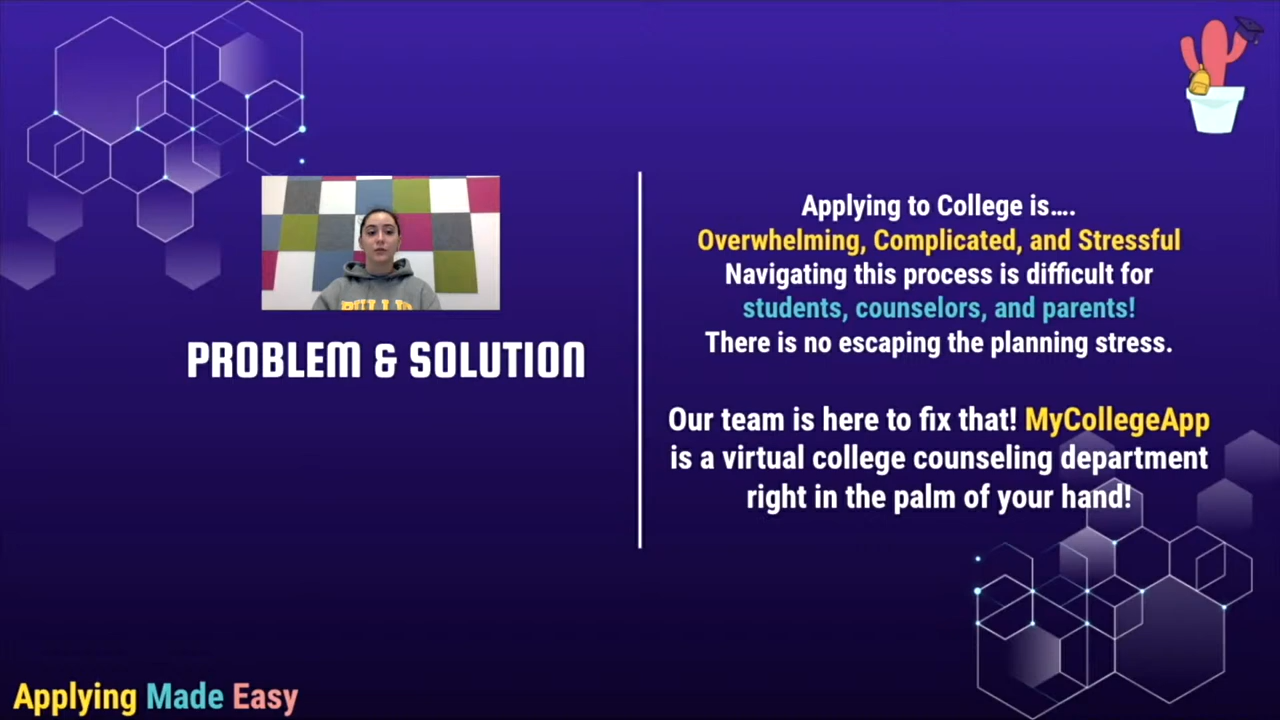 Applying to College is....
Overwhelming, Complicated, and Stressful
Navigating this process is difficult for
students, counselors, and parents!
There is no escaping the planning stress.
PROBLEM & SOLUTION
Our team is here to fix that! MyCollegeApp
is a virtual college counseling department
right in the palm of your hand!
Applying Made Easy